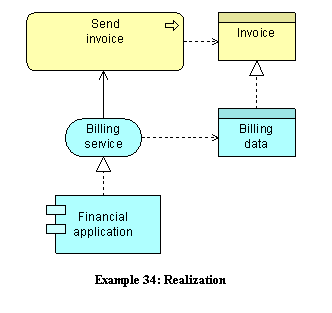 Send
invoice
Invoice
Billing
service
Billing
data
Financial
application
Example 34: Realization